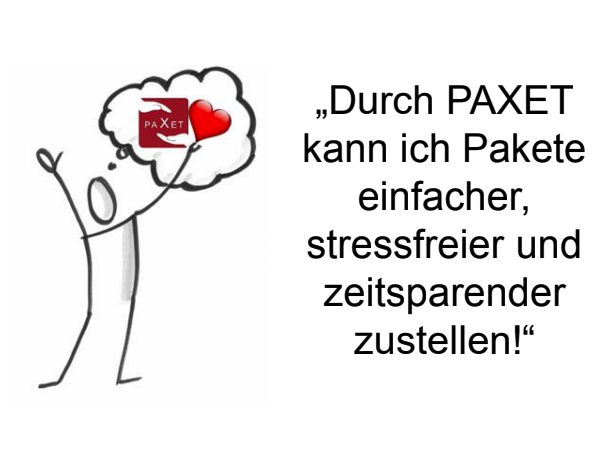 PAXET
„Durch PAXET
kann ich Pakete
einfacher,
stressfreier und
zeitsparender
zustellen!“